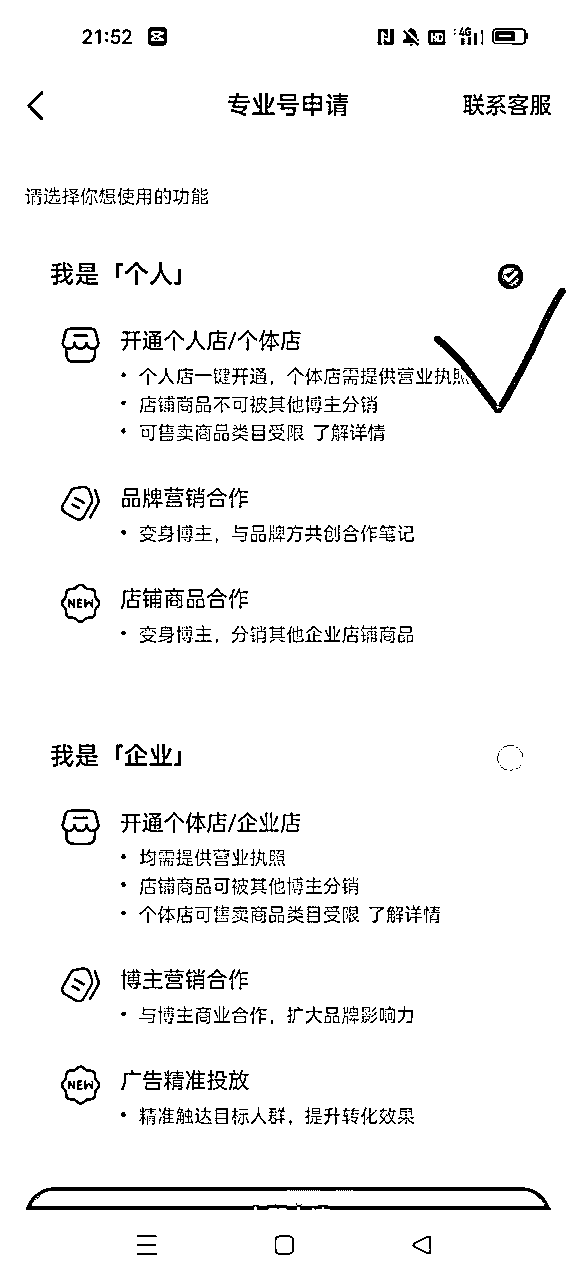 21:52
HD 4G
专业号申请 联系客服
请选择你想使用的功能
我是「个人」
开通个人店/个体店
• 个人店一键开通，个体店需提供营业执照
• 店铺商品不可被其他博主分销
• 可售卖商品类目受限 了解详情
品牌营销合作
• 变身博主，与品牌方共创合作笔记
NEW 店铺商品合作
• 变身博主，分销其他企业店铺商品
我是「企业」
开通个体店/企业店
• 均需提供营业执照
• 店铺商品可被其他博主分销
• 个体店可售卖商品类目受限 了解详情
博主营销合作
• 与博主商业合作，扩大品牌影响力
NEW 广告精准投放
• 精准触达目标人群，提升转化效果